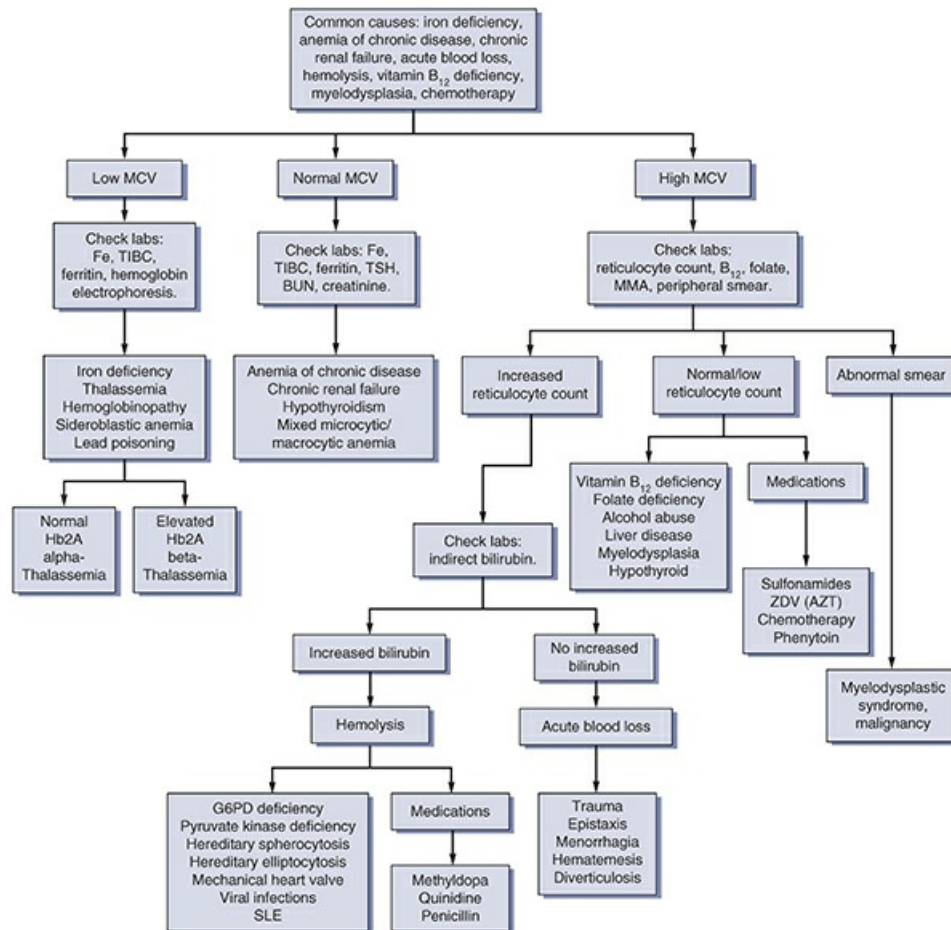 Common causes: iron deficiency,
anemia of chronic disease, chronic
renal failure, acute blood loss,
hemolysis, vitamin B12 deficiency,
myelodysplasia, chemotherapy
Low MCV
Normal MCV
High MCV
Check labs:
Fe, TIBC,
ferritin, hemoglobin
electrophoresis.
Check labs: Fe,
TIBC, ferritin, TSH,
BUN, creatinine.
Check labs:
reticulocyte count, B12, folate,
MMA, peripheral smear.
Iron deficiency
Thalassemia
Hemoglobinopathy
Sideroblastic anemia
Lead poisoning
Anemia of chronic disease
Chronic renal failure
Hypothyroidism
Mixed microcytic/
macrocytic anemia
Increased
reticulocyte count
Normal/low
reticulocyte count
Abnormal smear
Normal
Hb2A
alpha-
Thalassemia
Elevated
Hb2A
beta-
Thalassemia
Check labs:
indirect bilirubin.
Vitamin B12 deficiency
Folate deficiency
Alcohol abuse
Liver disease
Myelodysplasia
Hypothyroid
Medications
Sulfonamides
ZDV (AZT)
Chemotherapy
Phenytoin
Increased bilirubin
No increased
bilirubin
Myelodysplastic
syndrome,
malignancy
Hemolysis
Acute blood loss
G6PD deficiency
Pyruvate kinase deficiency
Hereditary spherocytosis
Hereditary elliptocytosis
Mechanical heart valve
Viral infections
SLE
Medications
Methyldopa
Quinidine
Penicillin
Trauma
Epistaxis
Menorrhagia
Hematemesis
Diverticulosis